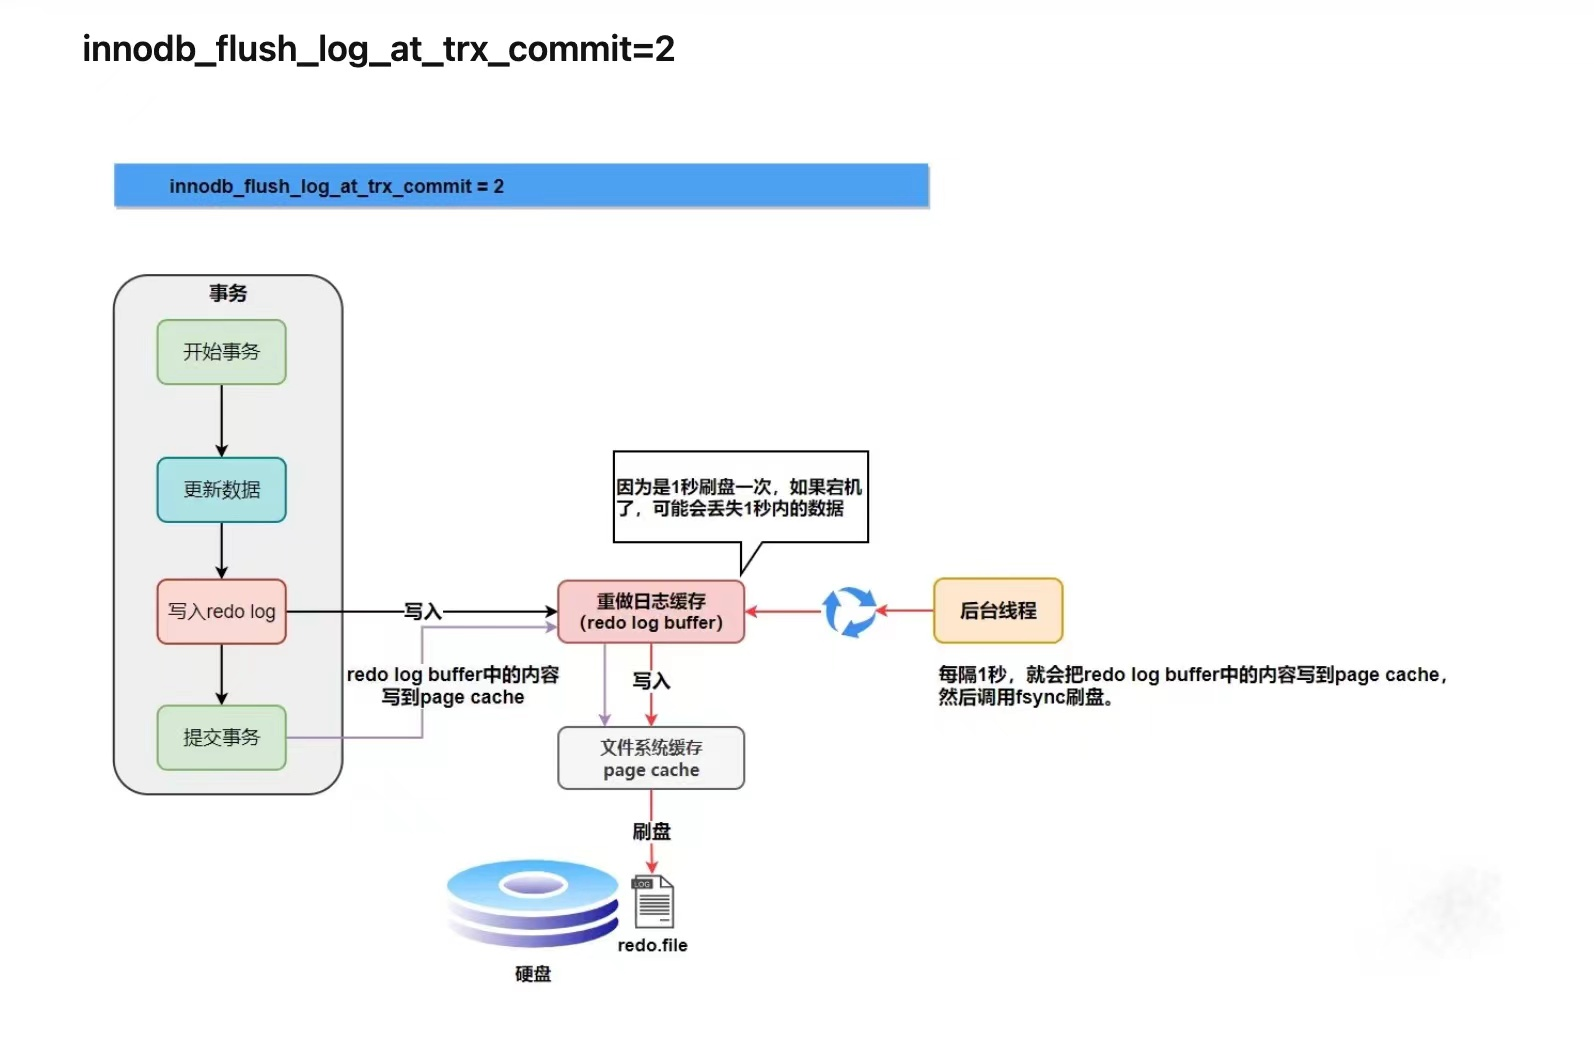 innodb_flush_log_at_trx_commit=2
innodb_flush_log_at_trx_commit = 2
事务
开始事务
更新数据
因为是1秒刷盘一次，如果宕机
了，可能会丢失1秒内的数据
写入redo log
写入
重做日志缓存
（redo log buffer）
后台线程
redo log buffer中的内容
写到page cache
写入
每隔1秒，就会把redo log buffer中的内容写到page cache，
然后调用fsync刷盘。
提交事务
文件系统缓存
page cache
刷盘
LOG
redo.file
硬盘